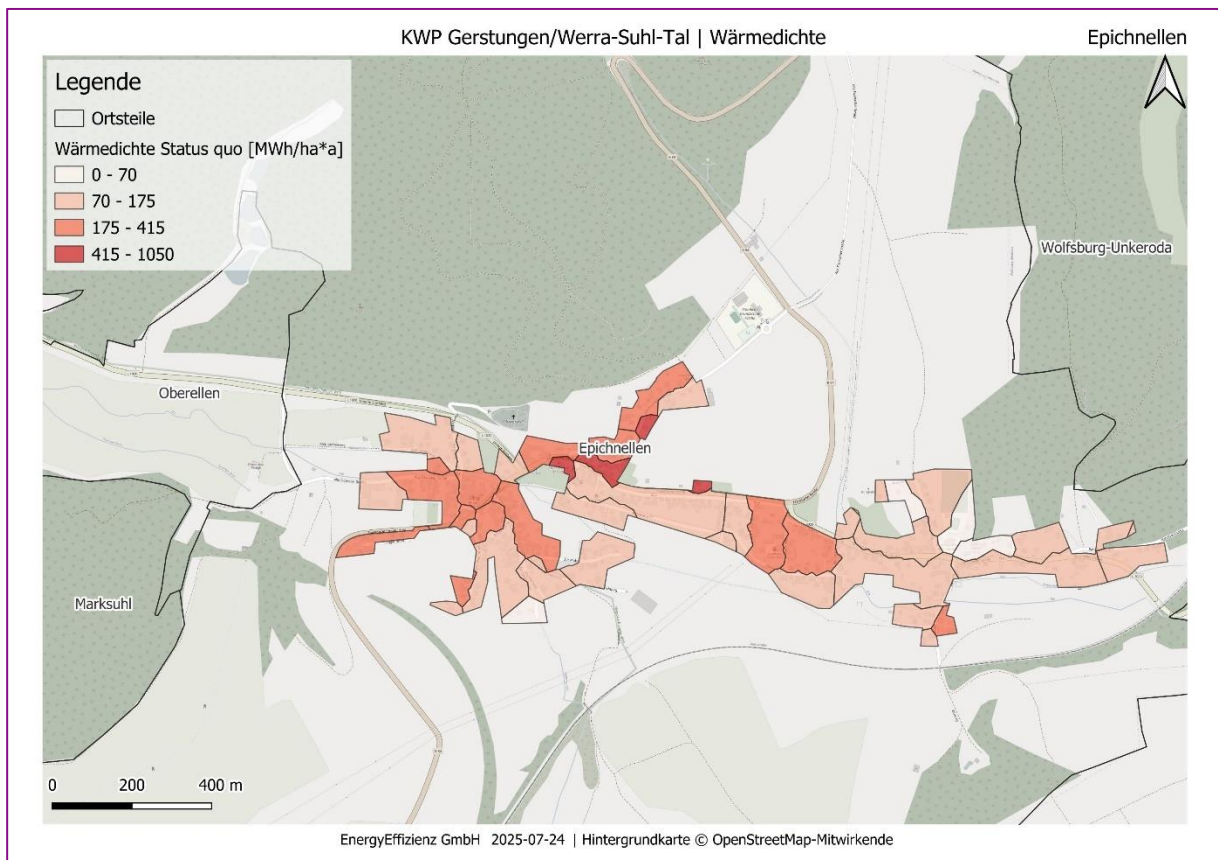 KWP Gerstungen/Werra-Suhl-Tal | Wärmedichte
Epichnellen
Legende
Ortsteile
Wärmedichte Status quo [MWh/ha*a]
0 - 70
70 - 175
175 - 415
415 - 1050
Wolfsburg-Unkeroda
Oberellen
Epichnellen
Marksuhl
0 200 400 m
EnergyEffizienz GmbH 2025-07-24 | Hintergrundkarte © OpenStreetMap-Mitwirkende